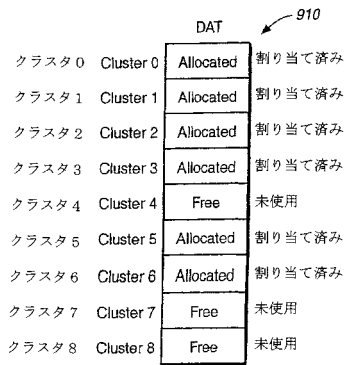 DAT
910
クラスタ0 Cluster 0 Allocated 割り当て済み
クラスタ1 Cluster 1 Allocated 割り当て済み
クラスタ2 Cluster 2 Allocated 割り当て済み
クラスタ3 Cluster 3 Allocated 割り当て済み
クラスタ4 Cluster 4 Free 未使用
クラスタ5 Cluster 5 Allocated 割り当て済み
クラスタ6 Cluster 6 Allocated 割り当て済み
クラスタ7 Cluster 7 Free 未使用
クラスタ8 Cluster 8 Free 未使用